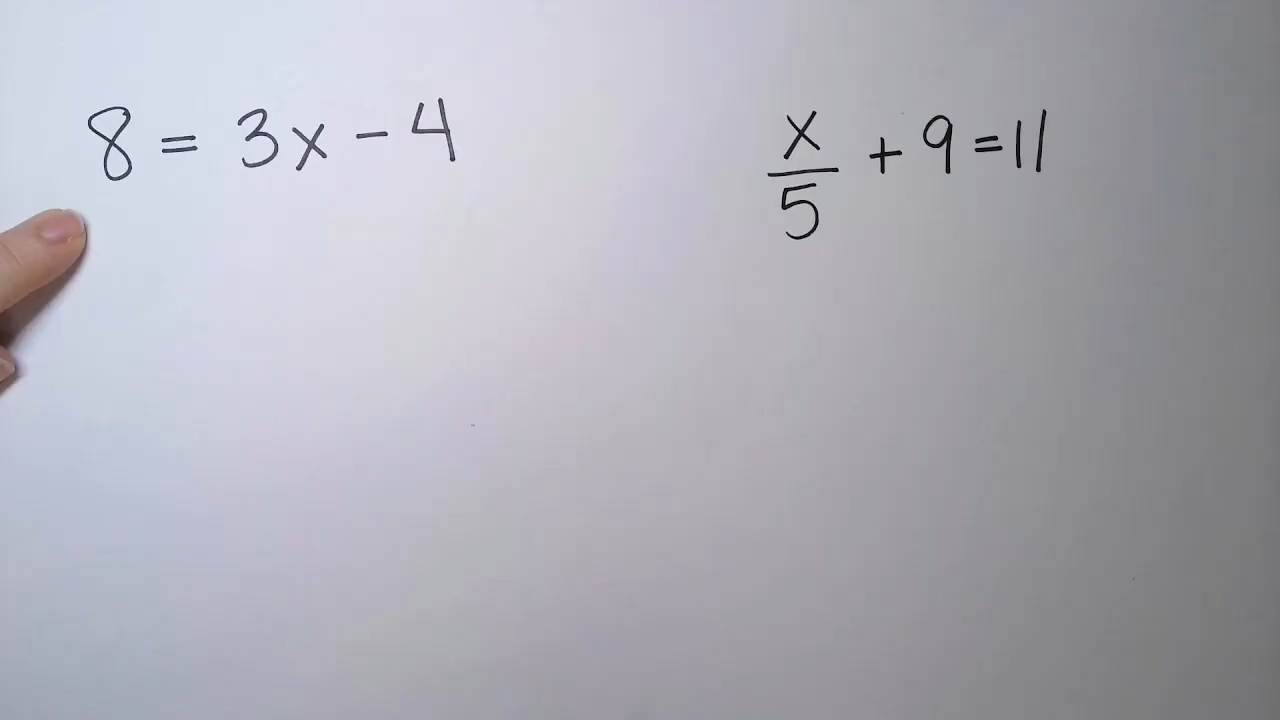 8 = 3x - 4
x/5 + 9 = 11